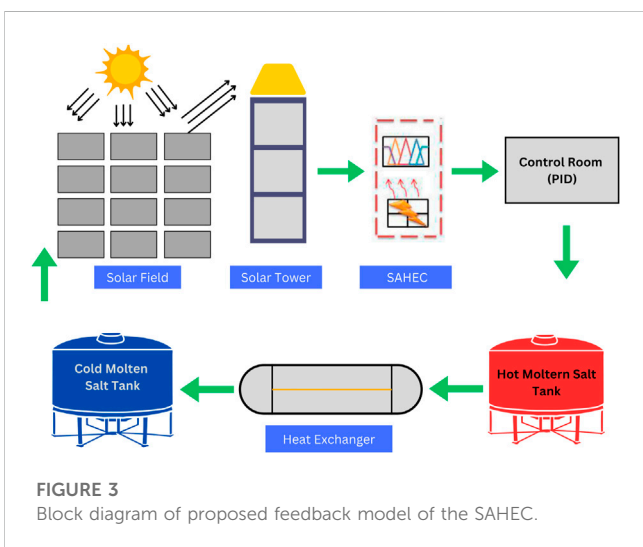 Control Room
(PID)
Solar Field
Solar Tower
SAHEC
Cold Molten
Salt Tank
Hot Moltern Salt
Tank
Heat Exchanger
FIGURE 3
Block diagram of proposed feedback model of the SAHEC.